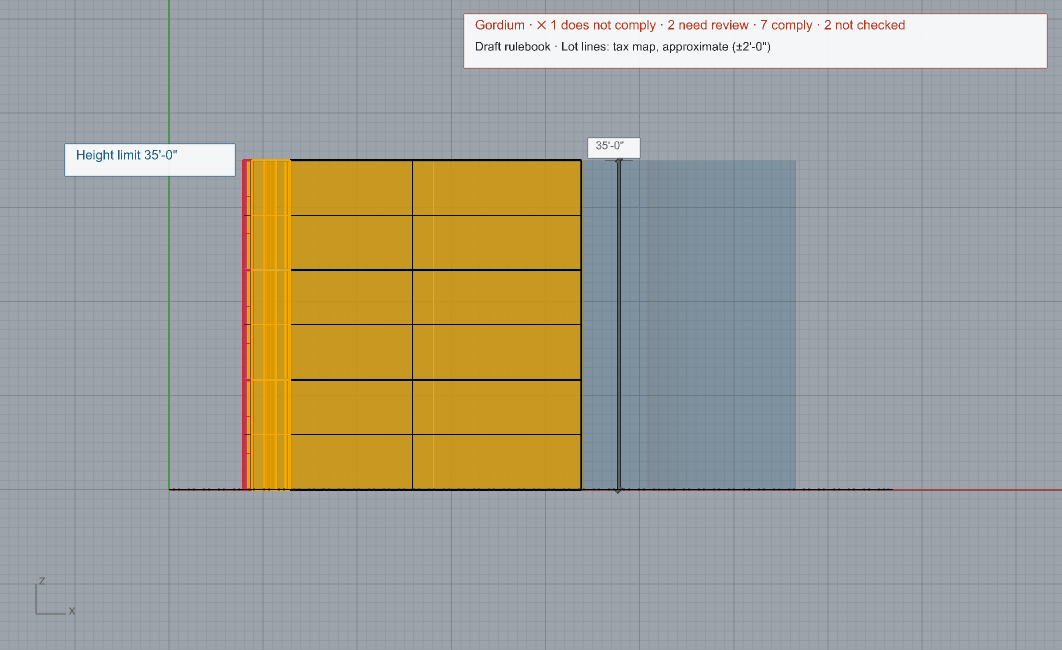 Gordium · ✕ 1 does not comply · 2 need review · 7 comply · 2 not checked
Draft rulebook · Lot lines: tax map, approximate (±2'-0")
35'-0"
Height limit 35'-0"
Z
X